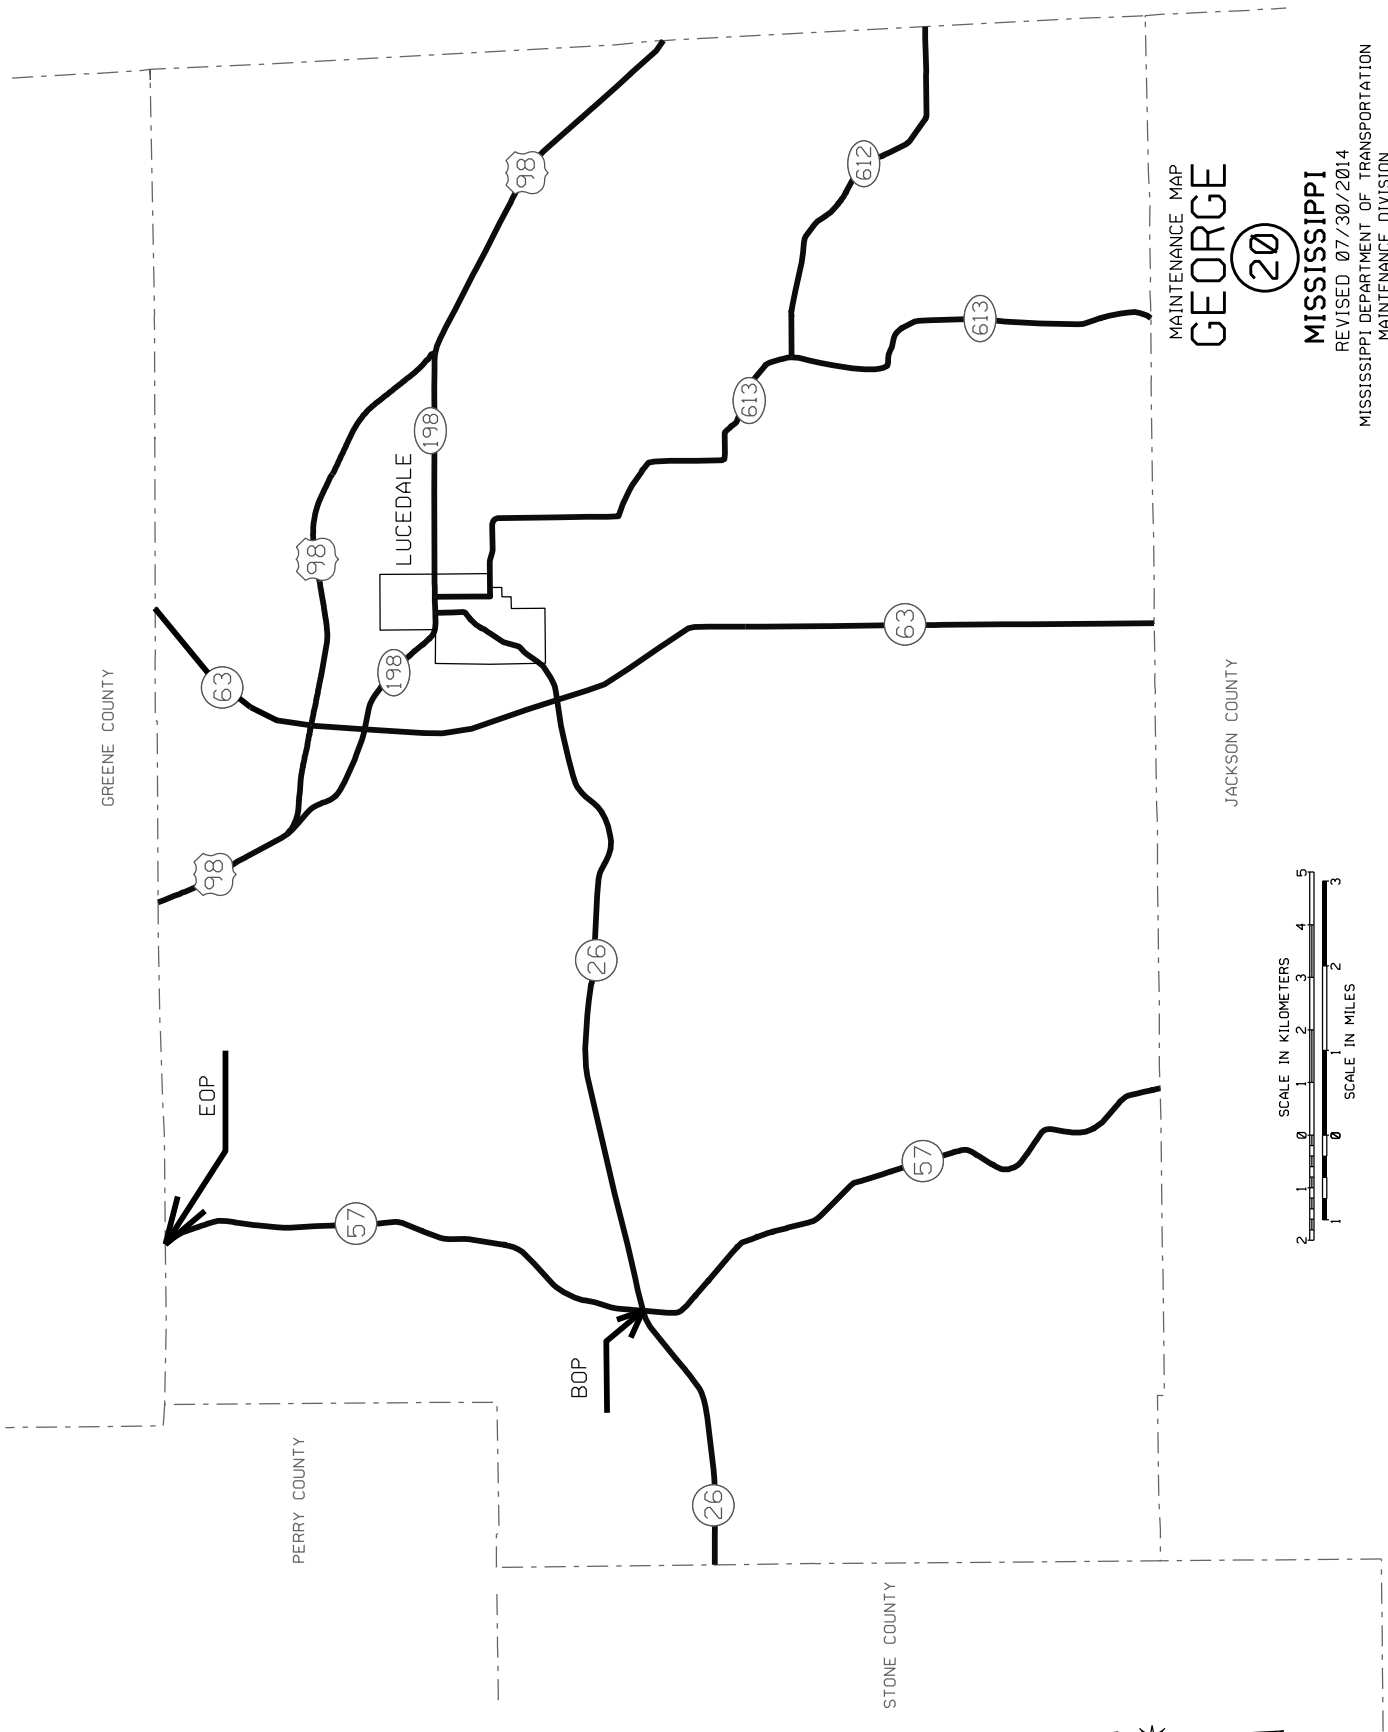 GREENE COUNTY
PERRY COUNTY
STONE COUNTY
JACKSON COUNTY
LUCEDALE
EOP
BOP
98
98
98
198
198
63
63
57
57
26
26
612
613
613
MAINTENANCE MAP
GEORGE
20
MISSISSIPPI
REVISED 07/30/2014
MISSISSIPPI DEPARTMENT OF TRANSPORTATION
MAINTENANCE DIVISION
SCALE IN KILOMETERS
2 1 0 1 2 3 4 5
1 0 1 2 3
SCALE IN MILES